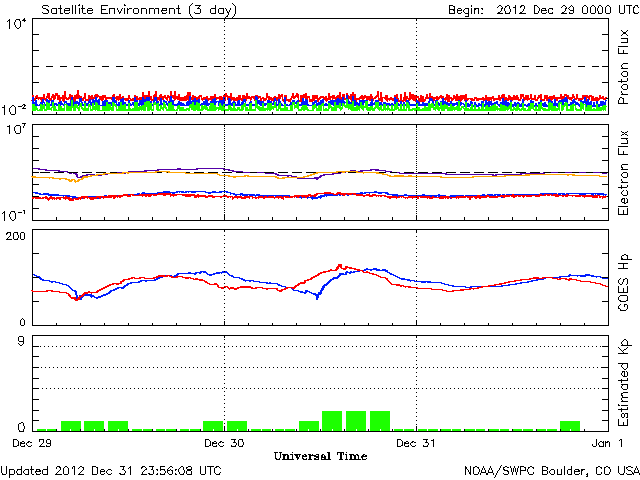 Satellite Environment (3 day)
Begin: 2012 Dec 29 0000 UTC
10^4
10^-2
Proton Flux
10^7
10^-1
Electron Flux
200
0
GOES Hp
9
0
Estimated Kp
Dec 29
Dec 30
Dec 31
Jan 1
Universal Time
Updated 2012 Dec 31 23:56:08 UTC
NOAA/SWPC Boulder, CO USA